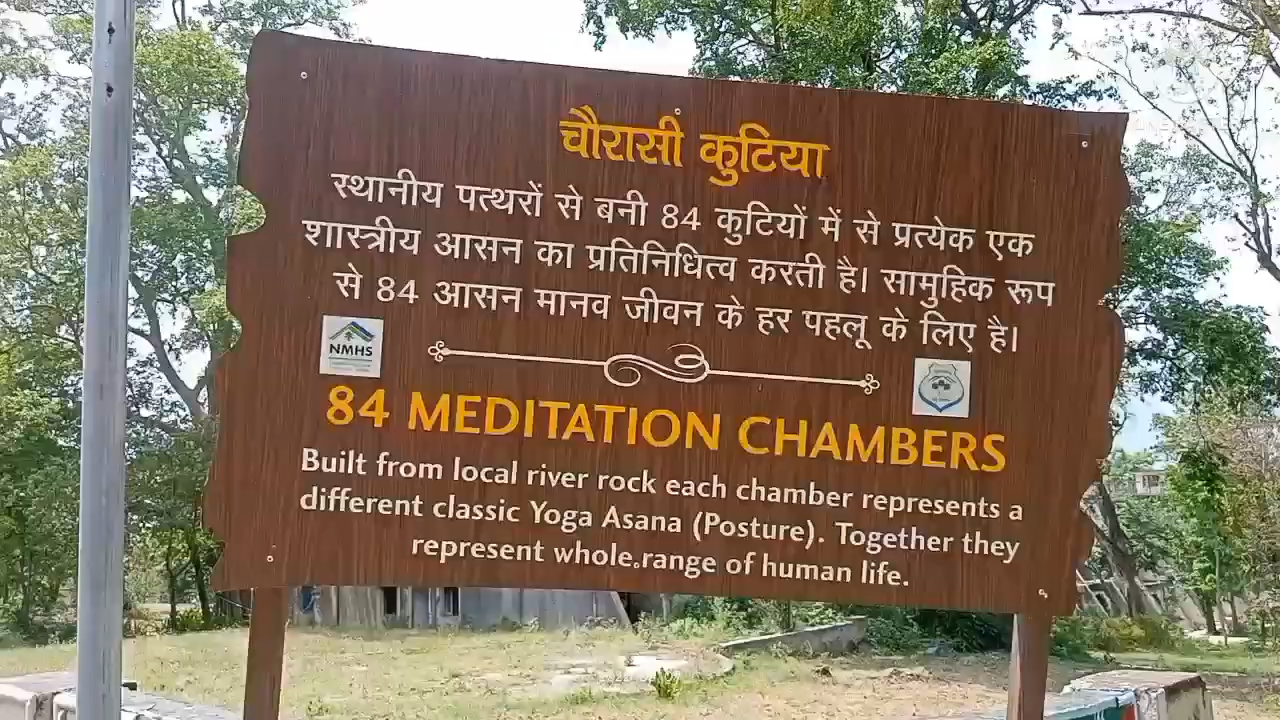 चौरासी कुटिया
स्थानीय पत्थरों से बनी 84 कुटियों में से प्रत्येक एक
शास्त्रीय आसन का प्रतिनिधित्व करती है। सामुहिक रूप
से 84 आसन मानव जीवन के हर पहलू के लिए है।
NMHS
84 MEDITATION CHAMBERS
Built from local river rock each chamber represents a
different classic Yoga Asana (Posture). Together they
represent whole.range of human life.